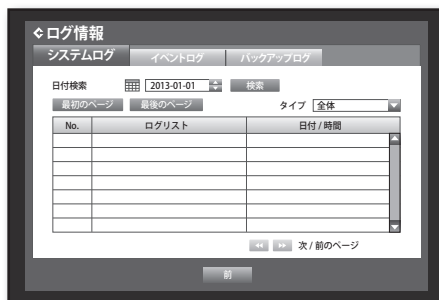 ログ情報
システムログ イベントログ バックアップログ
日付検索 2013-01-01 検索
最初のページ 最後のページ タイプ 全体
No. ログリスト 日付/時間
次/前のページ
前